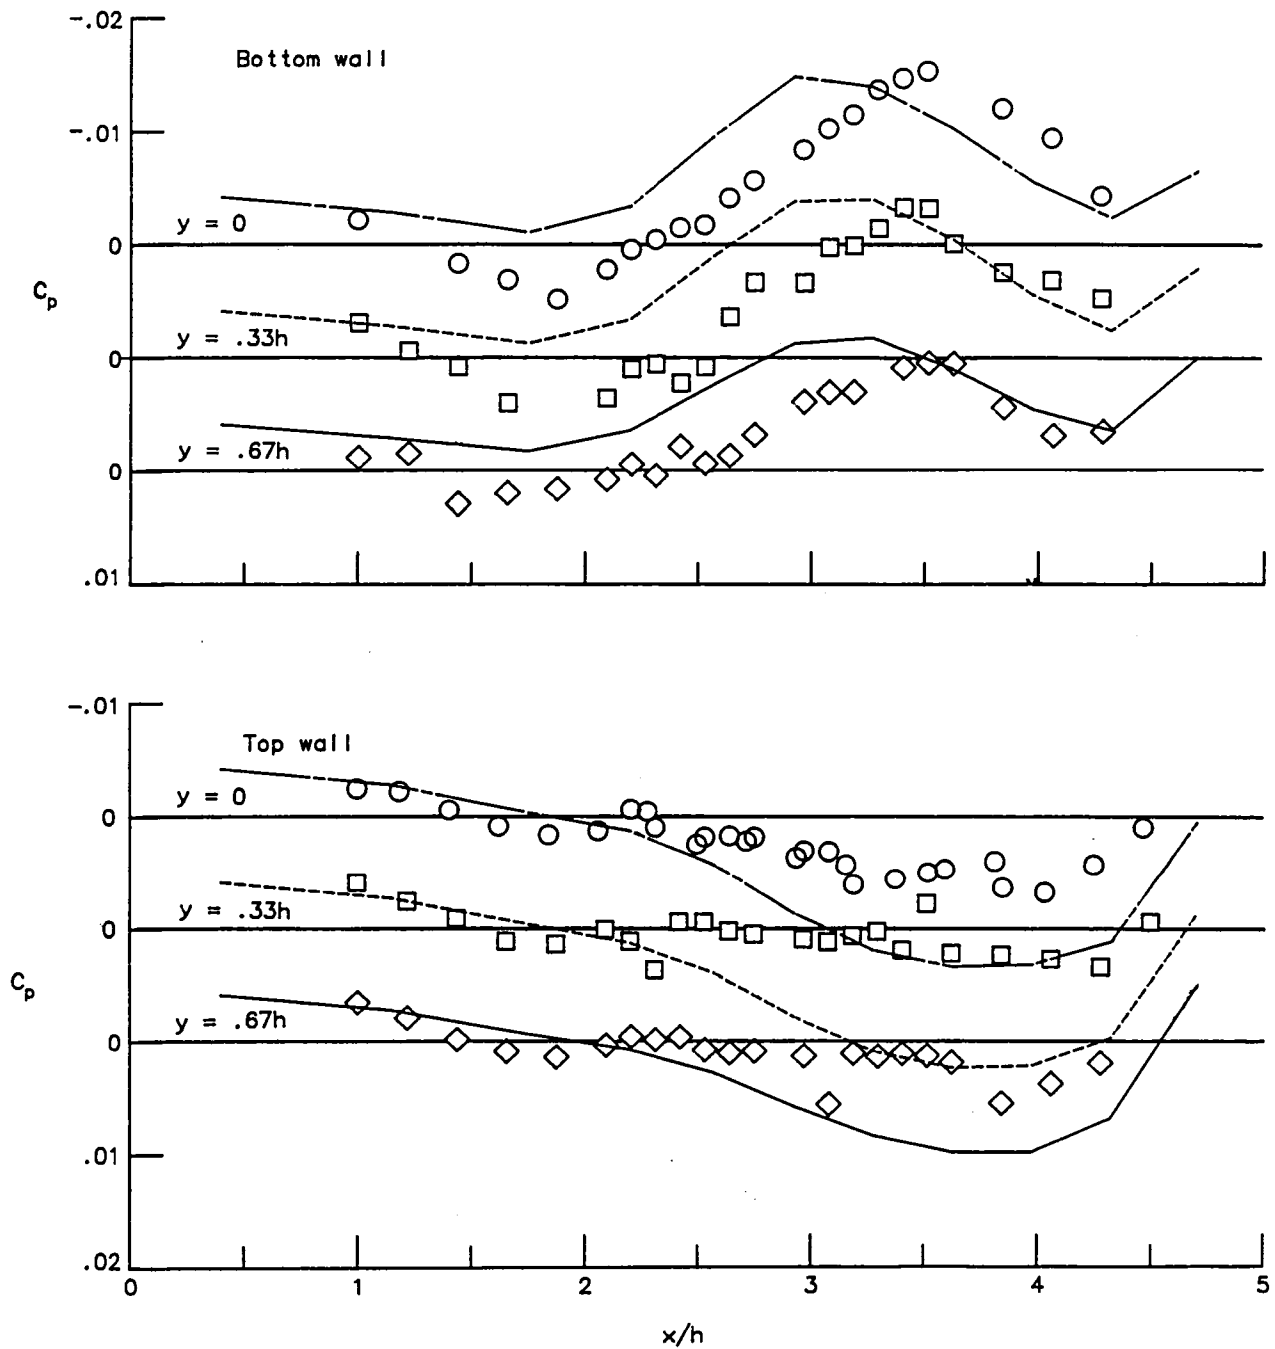 -.02
Bottom wall
-.01
y = 0
0
Cp
y = .33h
0
y = .67h
0
.01
-.01
Top wall
y = 0
0
y = .33h
0
Cp
y = .67h
0
.01
.02
0 1 2 3 4 5
x/h